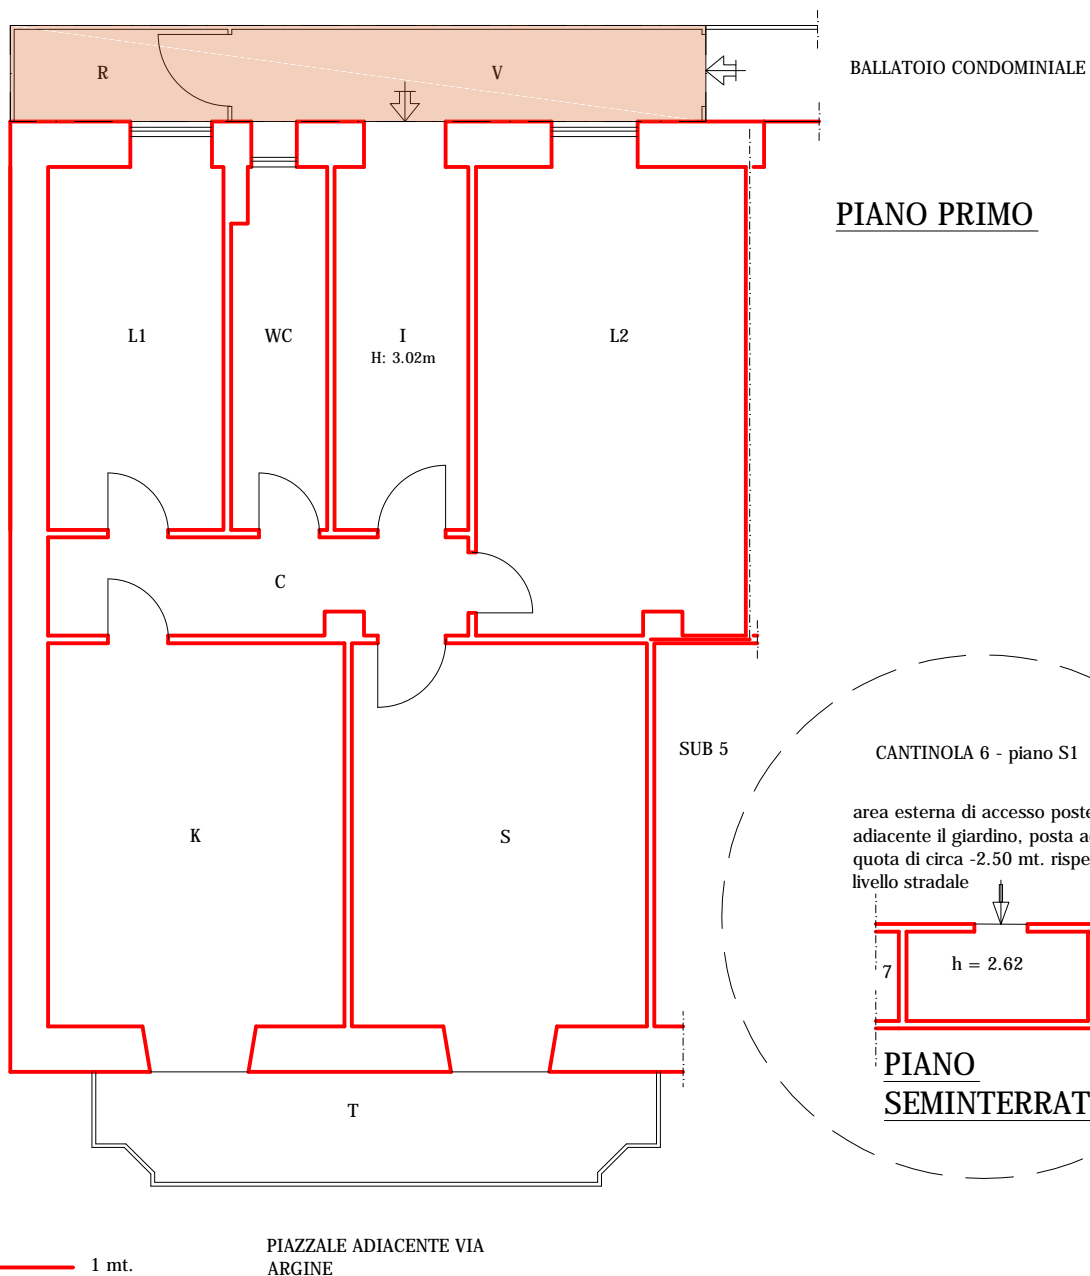 R
V
BALLATOIO CONDOMINIALE
PIANO PRIMO
L1
WC
I
H: 3.02m
L2
C
SUB 5
K
S
CANTINOLA 6 - piano S1
area esterna di accesso poste
adiacente il giardino, posta a
quota di circa -2.50 mt. rispe
livello stradale
7
h = 2.62
PIANO
SEMINTERRAT
T
1 mt.
PIAZZALE ADIACENTE VIA
ARGINE